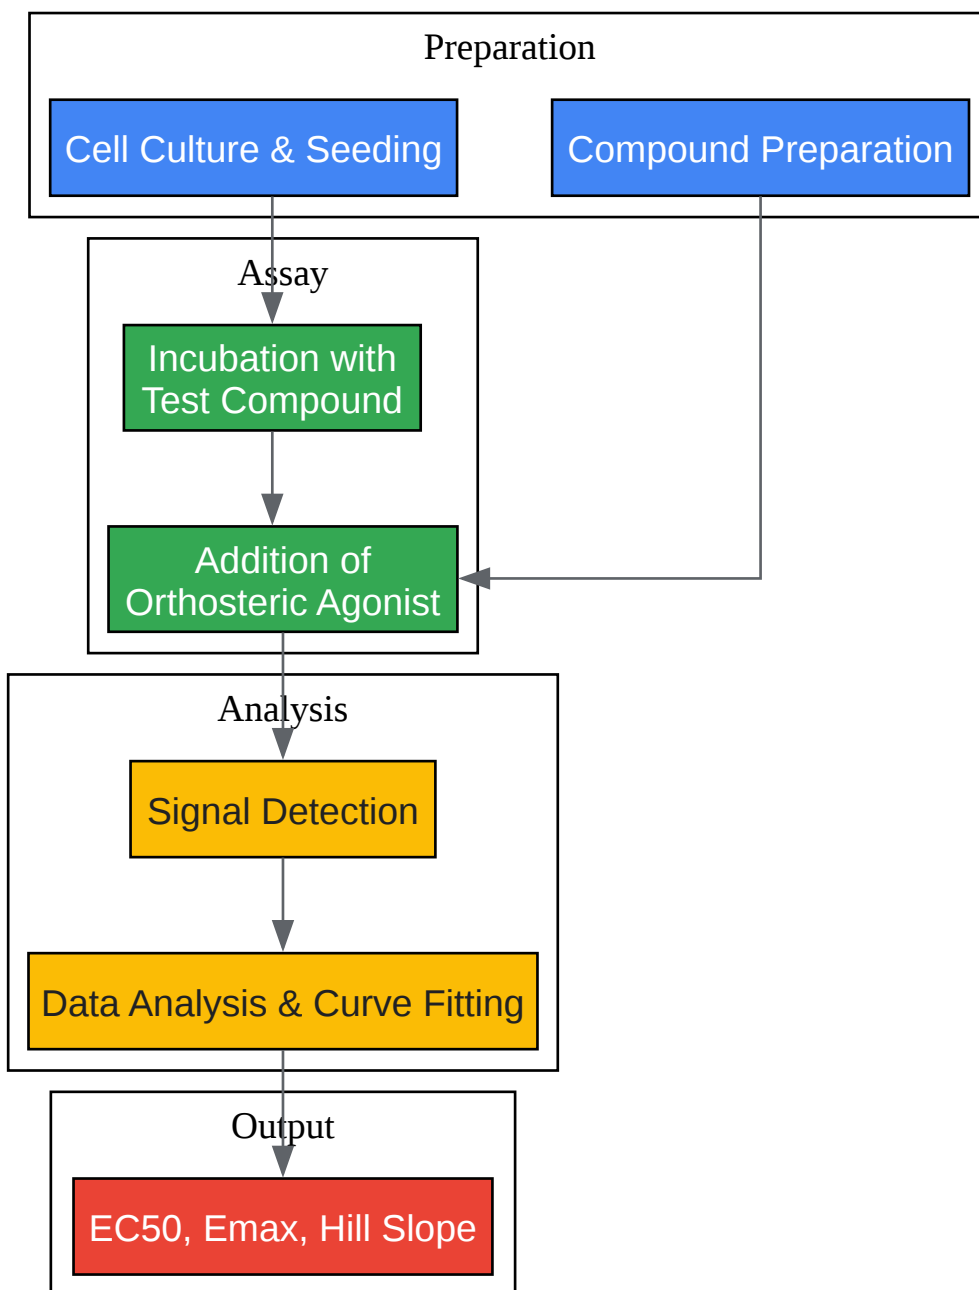 Preparation
Cell Culture & Seeding
Compound Preparation
Assay
Incubation with
Test Compound
Addition of
Orthosteric Agonist
Analysis
Signal Detection
Data Analysis & Curve Fitting
Output
EC50, Emax, Hill Slope